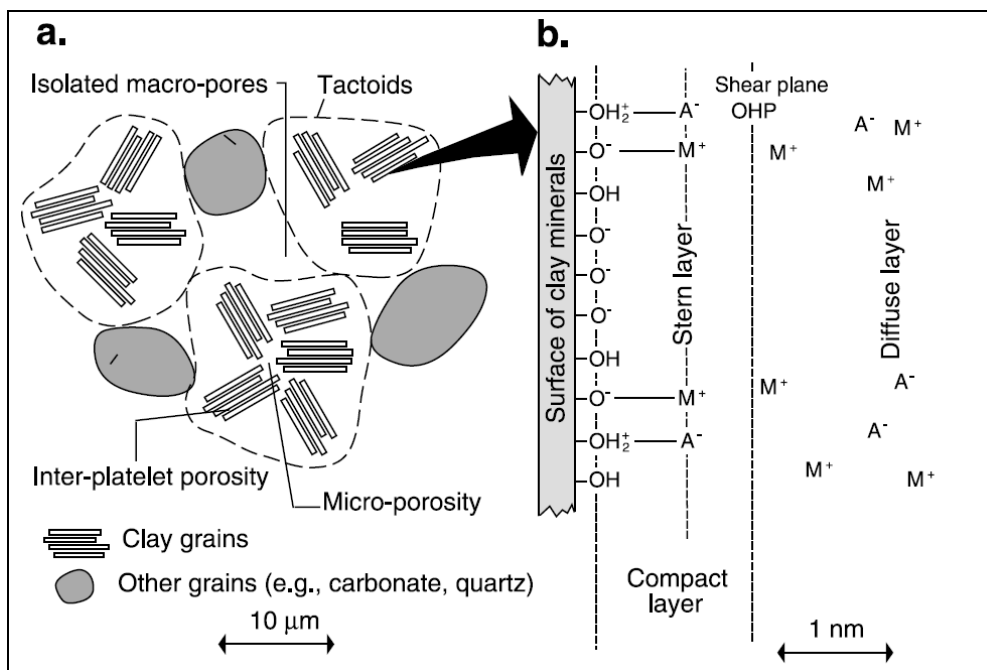 a.
Isolated macro-pores
Tactoids
Inter-platelet porosity
Micro-porosity
Clay grains
Other grains (e.g., carbonate, quartz)
10 μm
b.
Shear plane
OHP
Surface of clay minerals
OH₂⁺ A⁻
O⁻ M⁺
OH
O⁻
O⁻
O⁻
OH
O⁻ M⁺
OH₂⁺ A⁻
OH
Stern layer
A⁻ M⁺
M⁺
M⁺
Diffuse layer
M⁺ A⁻
A⁻
M⁺ M⁺
Compact
layer
1 nm